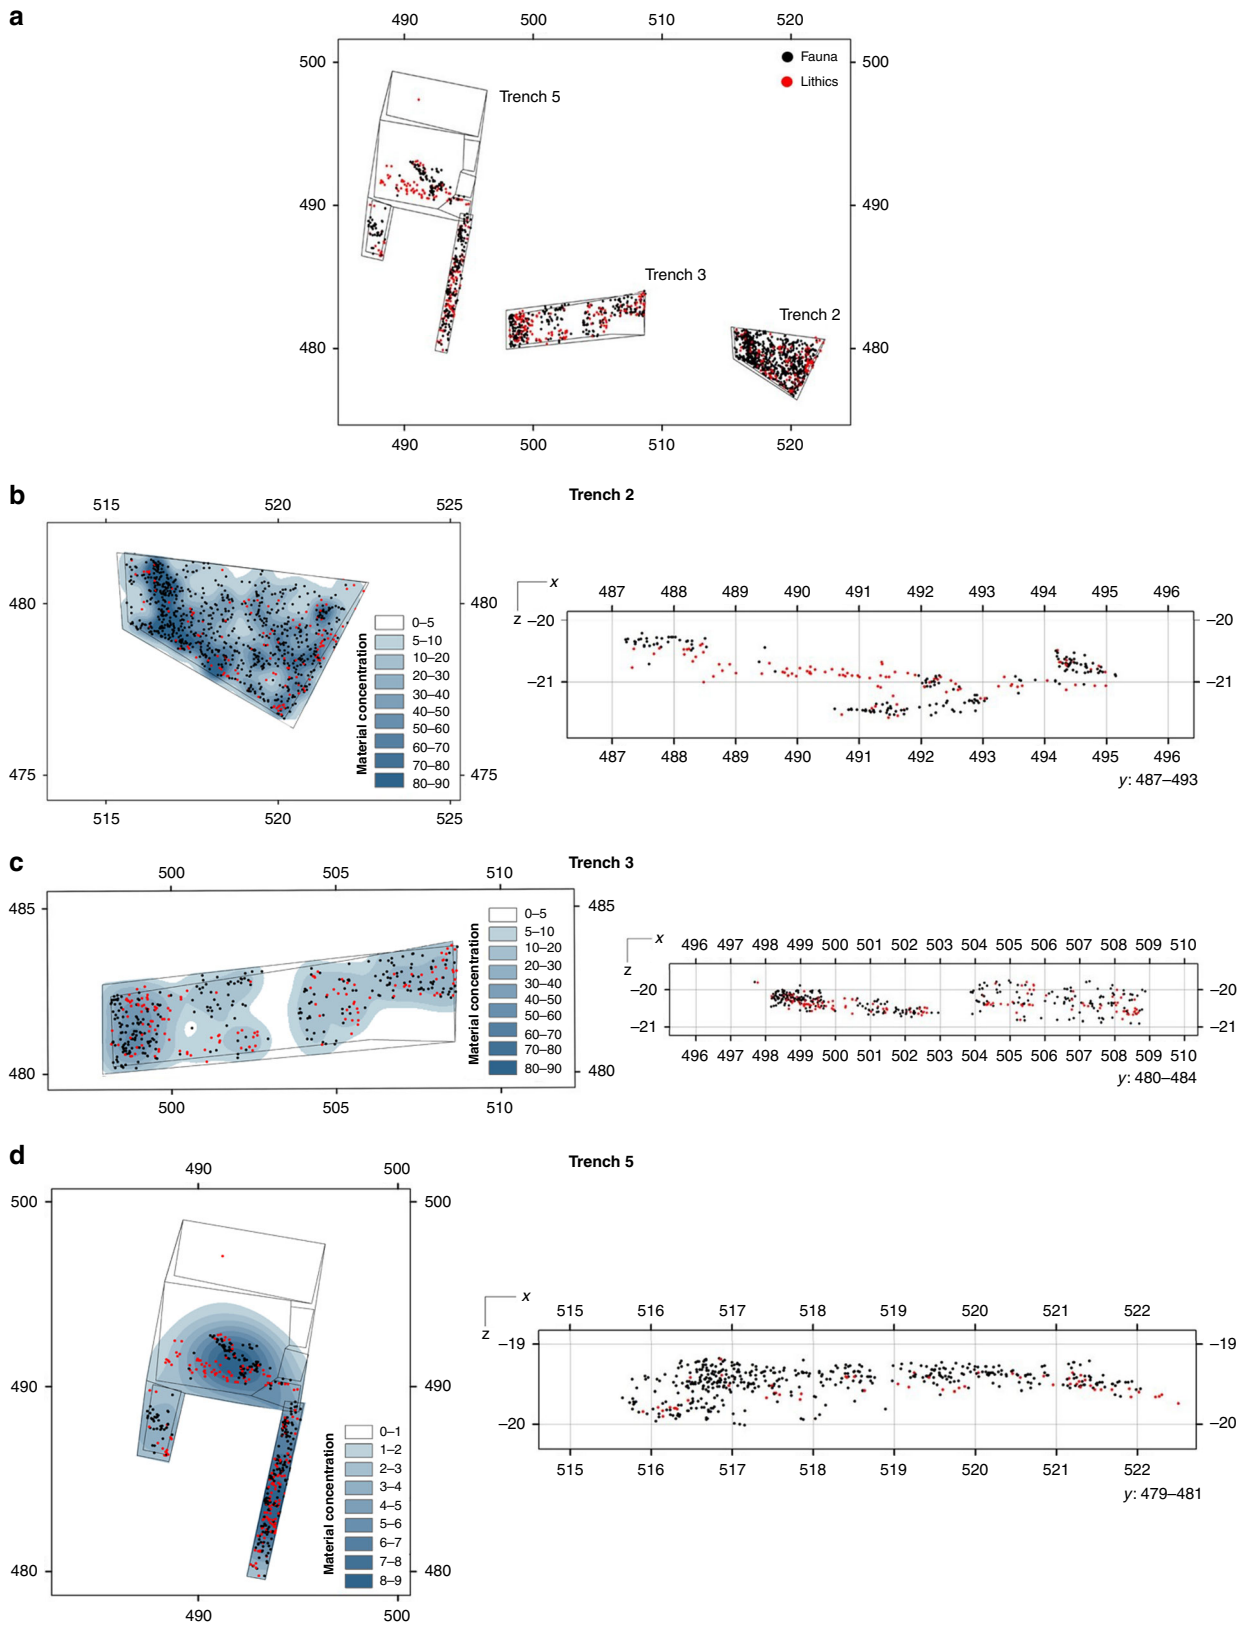 a
490 500 510 520
500 500
Fauna
Lithics
Trench 5
490 490
Trench 3
Trench 2
480 480
490 500 510 520
b
Trench 2
515 520 525
480 480
475 475
515 520 525
Material concentration
0–5
5–10
10–20
20–30
30–40
40–50
50–60
60–70
70–80
80–90
x
z
487 488 489 490 491 492 493 494 495 496
–20 –20
–21 –21
487 488 489 490 491 492 493 494 495 496
y: 487–493
c
Trench 3
500 505 510
485 485
480 480
500 505 510
Material concentration
0–5
5–10
10–20
20–30
30–40
40–50
50–60
60–70
70–80
80–90
x
z
496 497 498 499 500 501 502 503 504 505 506 507 508 509 510
–20 –20
–21 –21
496 497 498 499 500 501 502 503 504 505 506 507 508 509 510
y: 480–484
d
Trench 5
490 500
500 500
490 490
480 480
490 500
Material concentration
0–1
1–2
2–3
3–4
4–5
5–6
6–7
7–8
8–9
x
z
515 516 517 518 519 520 521 522
–19 –19
–20 –20
515 516 517 518 519 520 521 522
y: 479–481